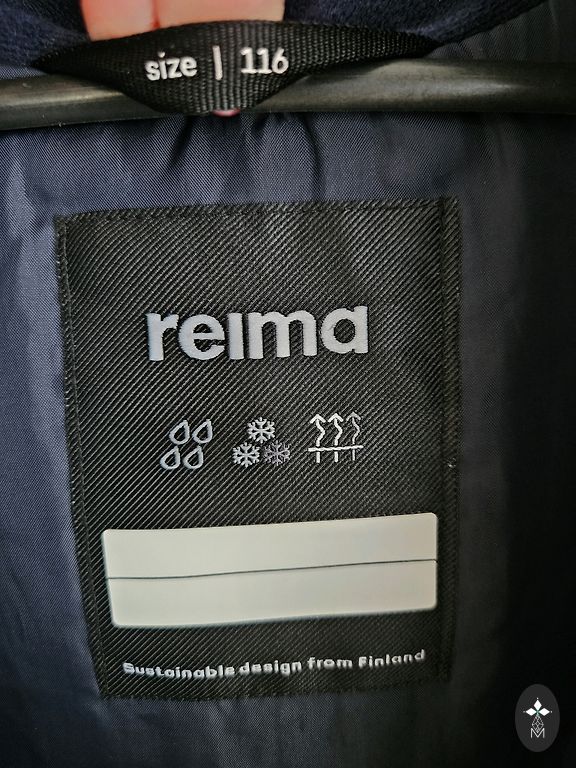 size | 116
reima
Sustainable design from Finland
M